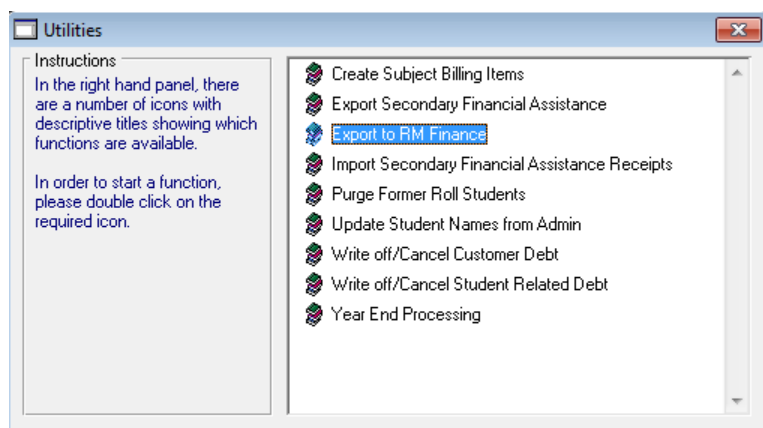 Utilities
Instructions
In the right hand panel, there
are a number of icons with
descriptive titles showing which
functions are available.
In order to start a function,
please double click on the
required icon.
Create Subject Billing Items
Export Secondary Financial Assistance
Export to RM Finance
Import Secondary Financial Assistance Receipts
Purge Former Roll Students
Update Student Names from Admin
Write off/Cancel Customer Debt
Write off/Cancel Student Related Debt
Year End Processing